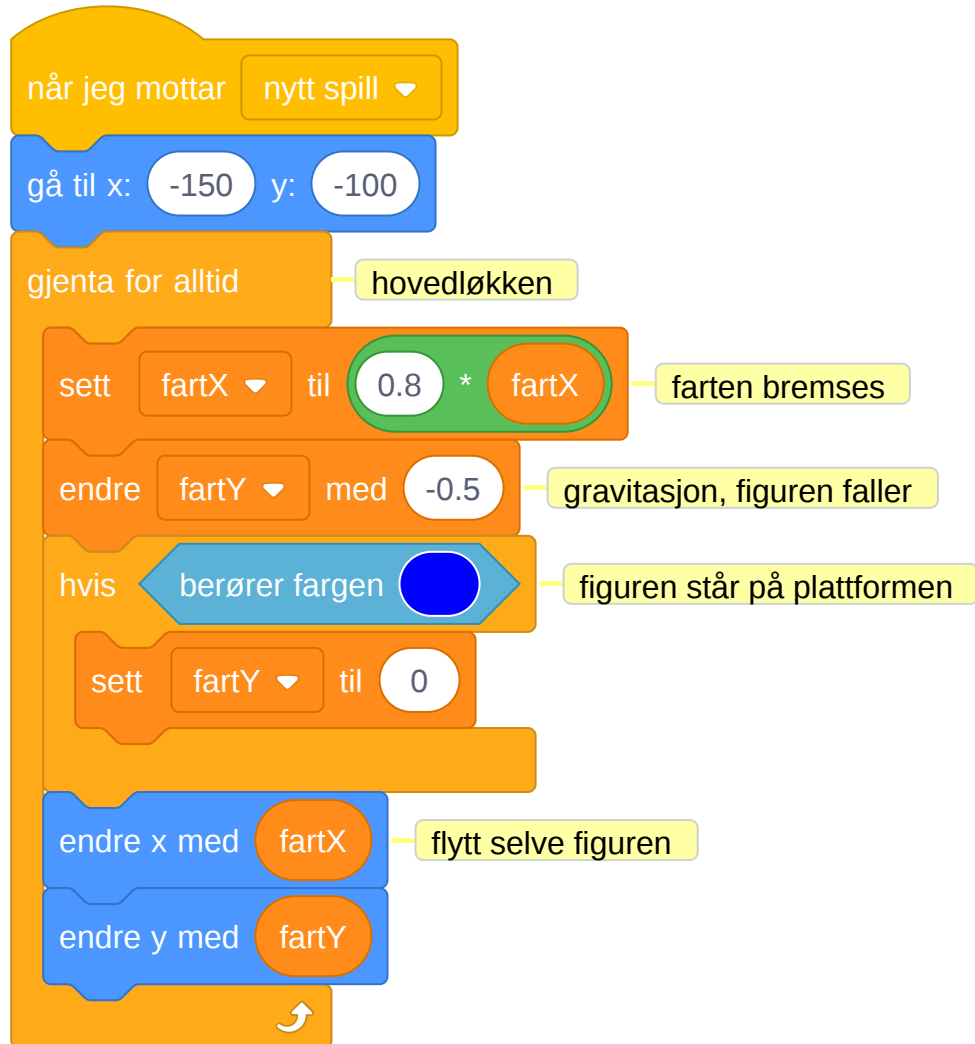 når jeg mottar nytt spill
gå til x: -150 y: -100
gjenta for alltid hovedløkken
sett fartX til 0.8 * fartX farten bremses
endre fartY med -0.5 gravitasjon, figuren faller
hvis berører fargen figuren står på plattformen
sett fartY til 0
endre x med fartX flytt selve figuren
endre y med fartY